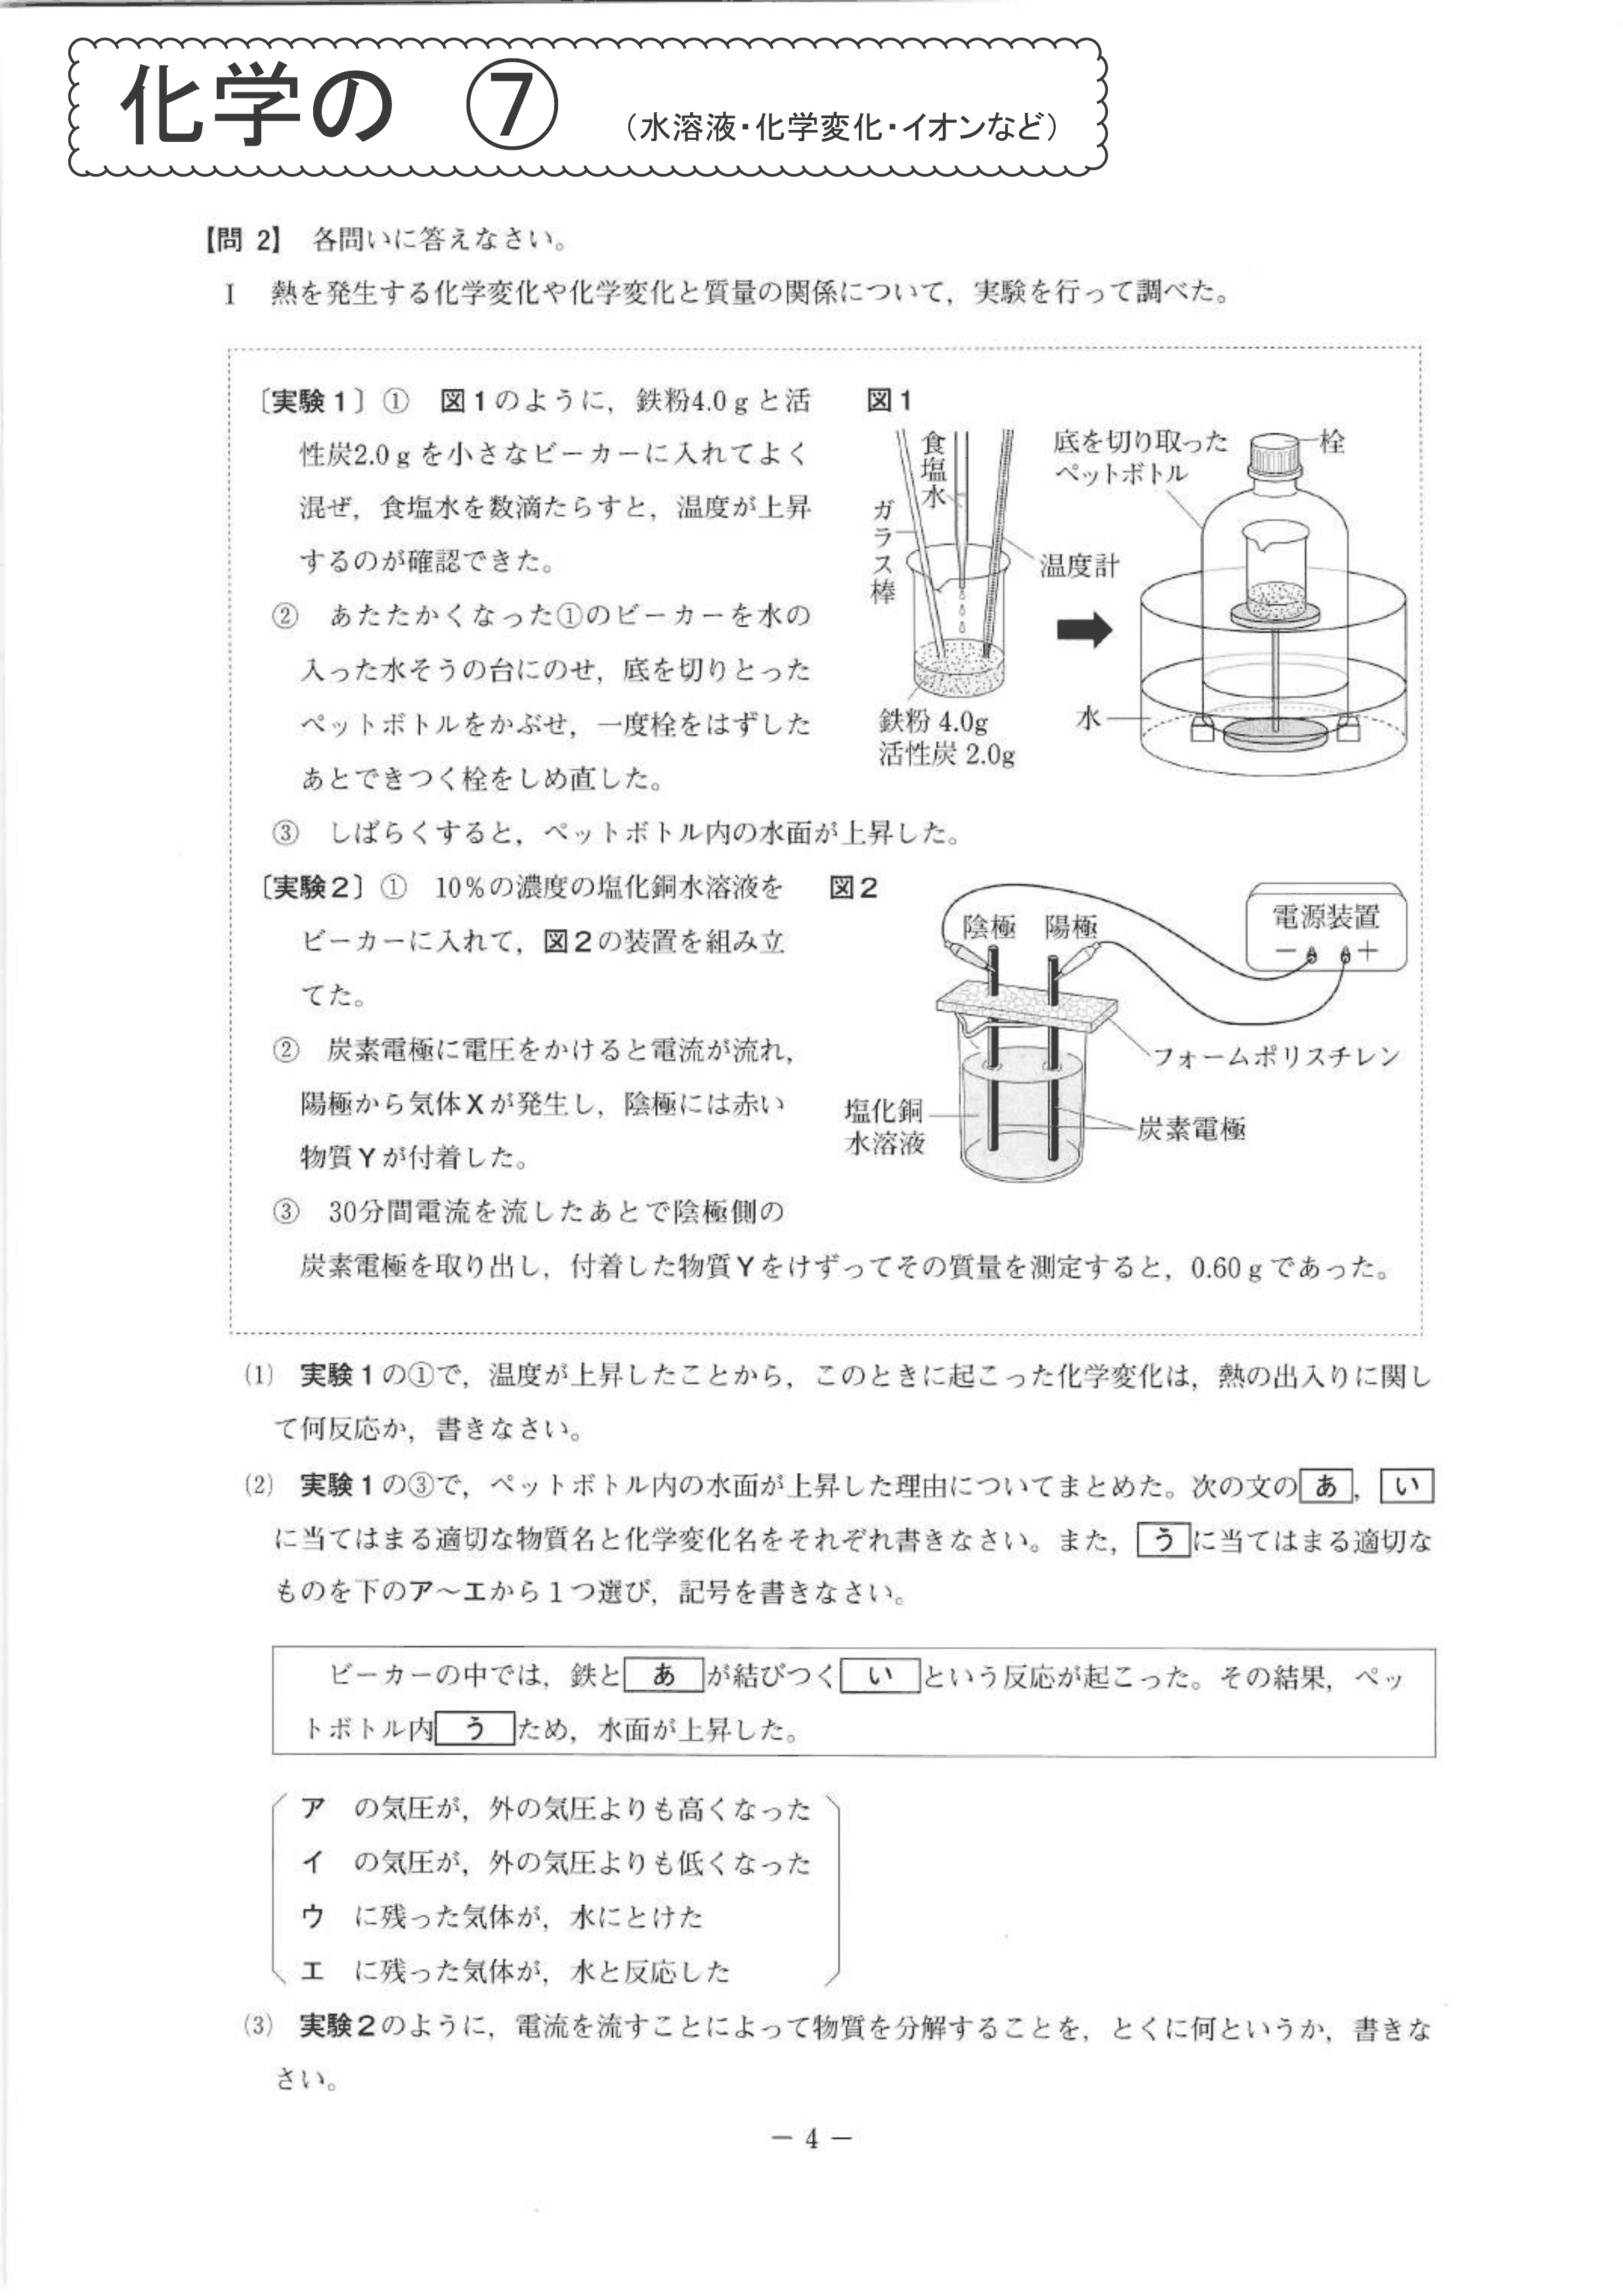 化学の ⑦ （水溶液・化学変化・イオンなど）
【問 2】 各問いに答えなさい。
Ⅰ 熱を発生する化学変化や化学変化と質量の関係について，実験を行って調べた。
〔実験1〕① 図1のように，鉄粉4.0gと活
性炭2.0gを小さなビーカーに入れてよく
混ぜ，食塩水を数滴たらすと，温度が上昇
するのが確認できた。
② あたたかくなった①のビーカーを水の
入った水そうの台にのせ，底を切りとった
ペットボトルをかぶせ，一度栓をはずした
あとできつく栓をしめ直した。
③ しばらくすると，ペットボトル内の水面が上昇した。
図1
食塩水
ガラス棒
温度計
鉄粉 4.0g
活性炭 2.0g
底を切り取った
ペットボトル
栓
水
〔実験2〕① 10％の濃度の塩化銅水溶液を
ビーカーに入れて，図2の装置を組み立
てた。
② 炭素電極に電圧をかけると電流が流れ，
陽極から気体Xが発生し，陰極には赤い
物質Yが付着した。
③ 30分間電流を流したあとで陰極側の
炭素電極を取り出し，付着した物質Yをけずってその質量を測定すると，0.60gであった。
図2
陰極 陽極
電源装置
－ ＋
フォームポリスチレン
塩化銅
水溶液
炭素電極
(1) 実験1の①で，温度が上昇したことから，このときに起こった化学変化は，熱の出入りに関し
て何反応か，書きなさい。
(2) 実験1の③で，ペットボトル内の水面が上昇した理由についてまとめた。次の文の あ ， い
に当てはまる適切な物質名と化学変化名をそれぞれ書きなさい。また， う に当てはまる適切な
ものを下のア～エから1つ選び，記号を書きなさい。
ビーカーの中では，鉄と あ が結びつく い という反応が起こった。その結果，ペッ
トボトル内 う ため，水面が上昇した。
ア の気圧が，外の気圧よりも高くなった
イ の気圧が，外の気圧よりも低くなった
ウ に残った気体が，水にとけた
エ に残った気体が，水と反応した
(3) 実験2のように，電流を流すことによって物質を分解することを，とくに何というか，書きな
さい。
－ 4 －